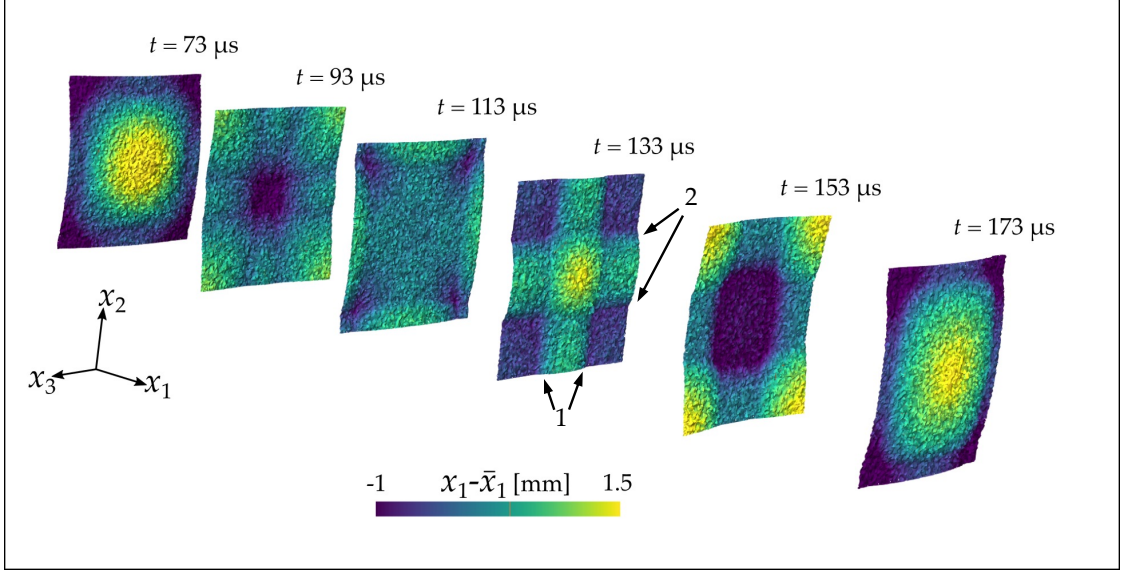 t = 73 µs
t = 93 µs
t = 113 µs
t = 133 µs
2
t = 153 µs
t = 173 µs
x₂
x₃
x₁
1
-1 x₁-x̄₁ [mm] 1.5